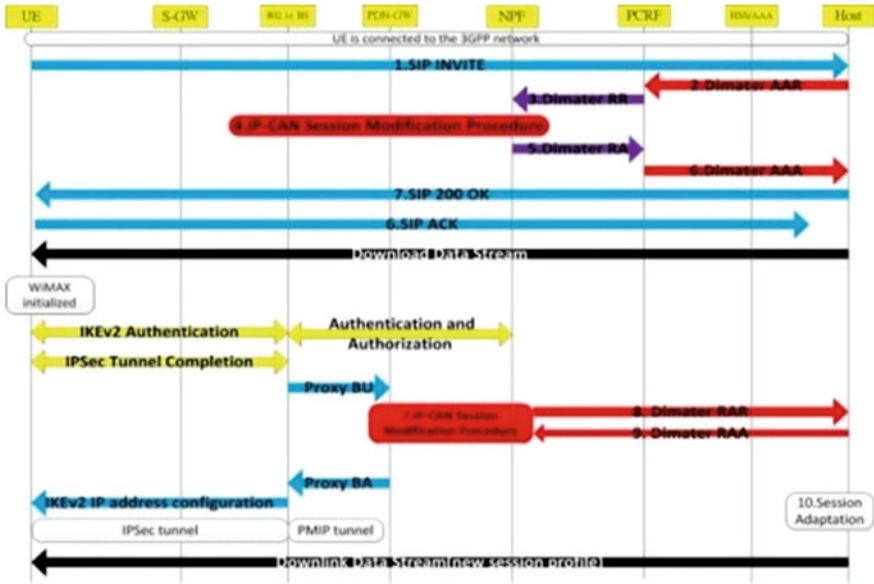 UE S-GW 802.1e BS PDN-GW NPF PCRF HSS/AAA Host
UE is connected to the 3GPP network
1.SIP INVITE
2.Dimater AAR
3.Dimater RR
4.IP-CAN Session Modification Procedure
5.Dimater RA
6.Dimater AAA
7.SIP 200 OK
6.SIP ACK
Download Data Stream
WiMAX
initialized
IKEv2 Authentication
Authentication and
Authorization
IPSec Tunnel Completion
Proxy BU
7.IP-CAN Session
Modification Procedure
8. Dimater RAR
9. Dimater RAA
Proxy BA
IKEv2 IP address configuration
10.Session
Adaptation
IPSec tunnel
PMIP tunnel
Downlink Data Stream(new session profile)